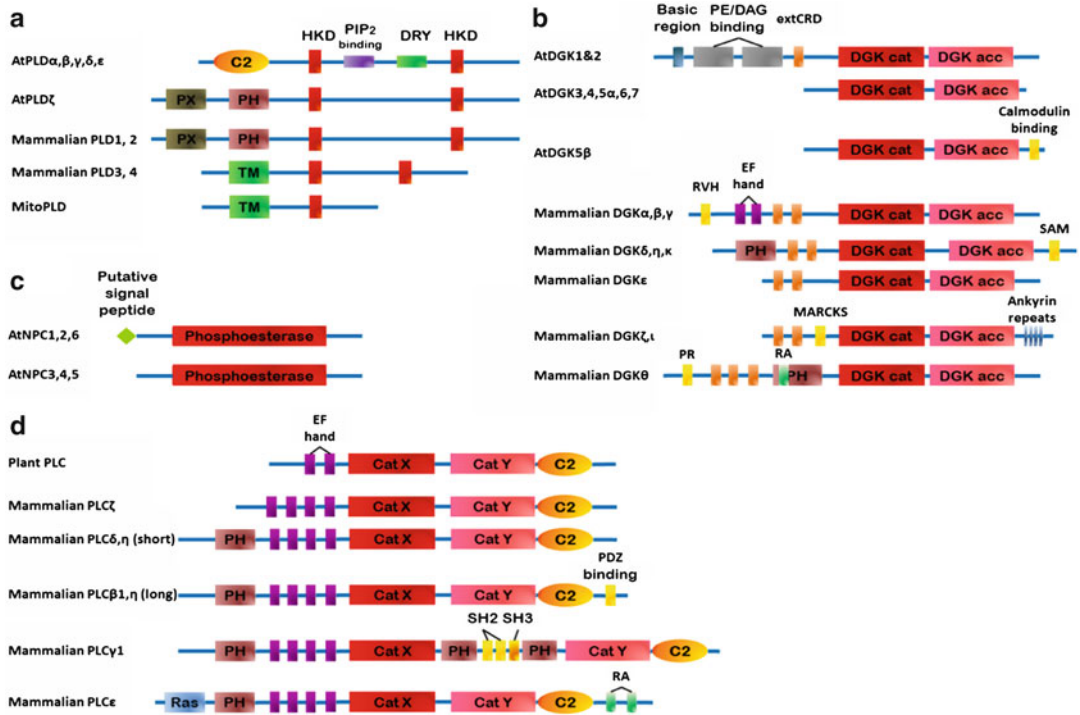 a
HKD PIP2 binding DRY HKD
AtPLDα,β,γ,δ,ε C2
AtPLDζ PX PH
Mammalian PLD1, 2 PX PH
Mammalian PLD3, 4 TM
MitoPLD TM
b
Basic region PE/DAG binding extCRD
AtDGK1&2 DGK cat DGK acc
AtDGK3,4,5α,6,7 DGK cat DGK acc
Calmodulin binding
AtDGK5β DGK cat DGK acc
RVH EF hand
Mammalian DGKα,β,γ DGK cat DGK acc
SAM
Mammalian DGKδ,η,κ PH DGK cat DGK acc
Mammalian DGKε DGK cat DGK acc
MARCKS Ankyrin repeats
Mammalian DGKζ,ι DGK cat DGK acc
PR RA
Mammalian DGKθ PH DGK cat DGK acc
c
Putative signal peptide
AtNPC1,2,6 Phosphoesterase
AtNPC3,4,5 Phosphoesterase
d
EF hand
Plant PLC Cat X Cat Y C2
Mammalian PLCζ Cat X Cat Y C2
Mammalian PLCδ,η (short) PH Cat X Cat Y C2
PDZ binding
Mammalian PLCβ1,η (long) PH Cat X Cat Y C2
SH2 SH3
Mammalian PLCγ1 PH Cat X PH PH Cat Y C2
RA
Mammalian PLCε Ras PH Cat X Cat Y C2